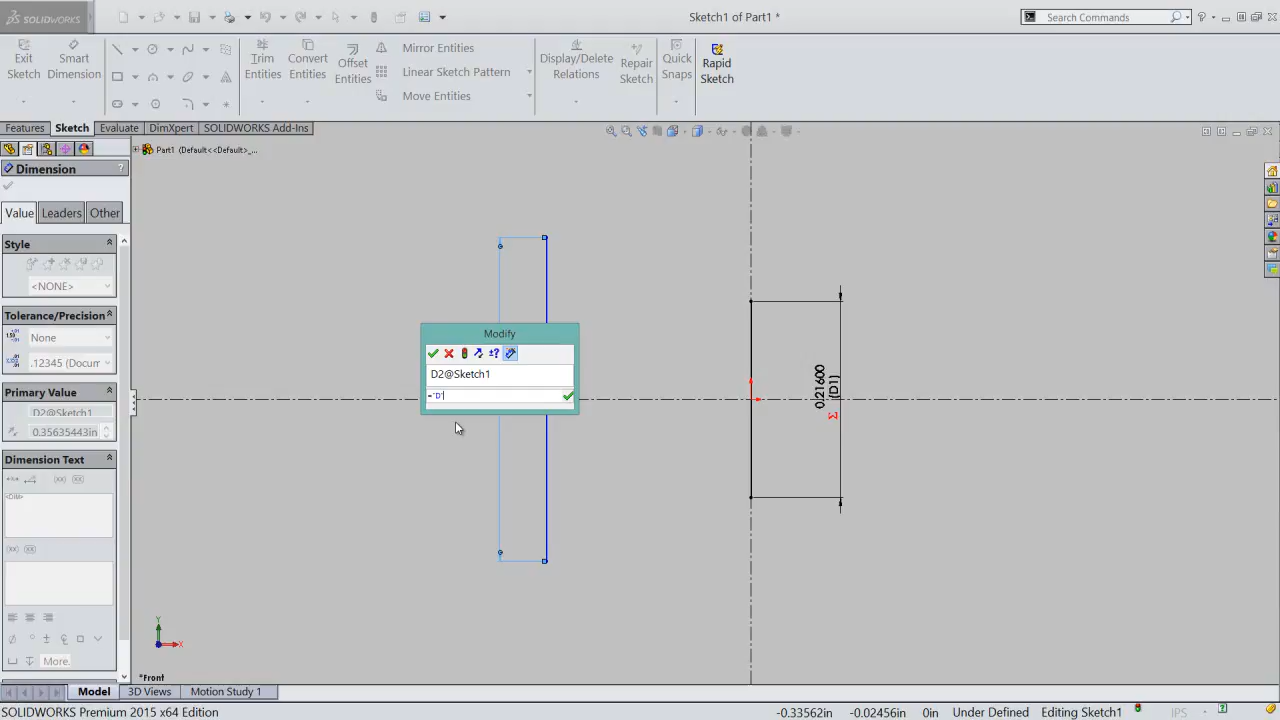 SOLIDWORKS
Sketch1 of Part1 *
Search Commands
Exit Sketch
Smart Dimension
Trim Entities
Convert Entities
Offset Entities
Mirror Entities
Linear Sketch Pattern
Move Entities
Display/Delete Relations
Repair Sketch
Quick Snaps
Rapid Sketch
Features
Sketch
Evaluate
DimXpert
SOLIDWORKS Add-Ins
Part1 (Default<<Default>_...
Dimension
?
Value
Leaders
Other
Style
<NONE>
Tolerance/Precision
None
.12345 (Docum
Primary Value
D2@Sketch1
0.35635443in
Dimension Text
<DIM>
(xx)
More.
Modify
±?
D2@Sketch1
0.21600
(D1)
Σ
Y
X
*Front
Model
3D Views
Motion Study 1
SOLIDWORKS Premium 2015 x64 Edition
-0.33562in
-0.02456in
0in
Under Defined
Editing Sketch1
IPS